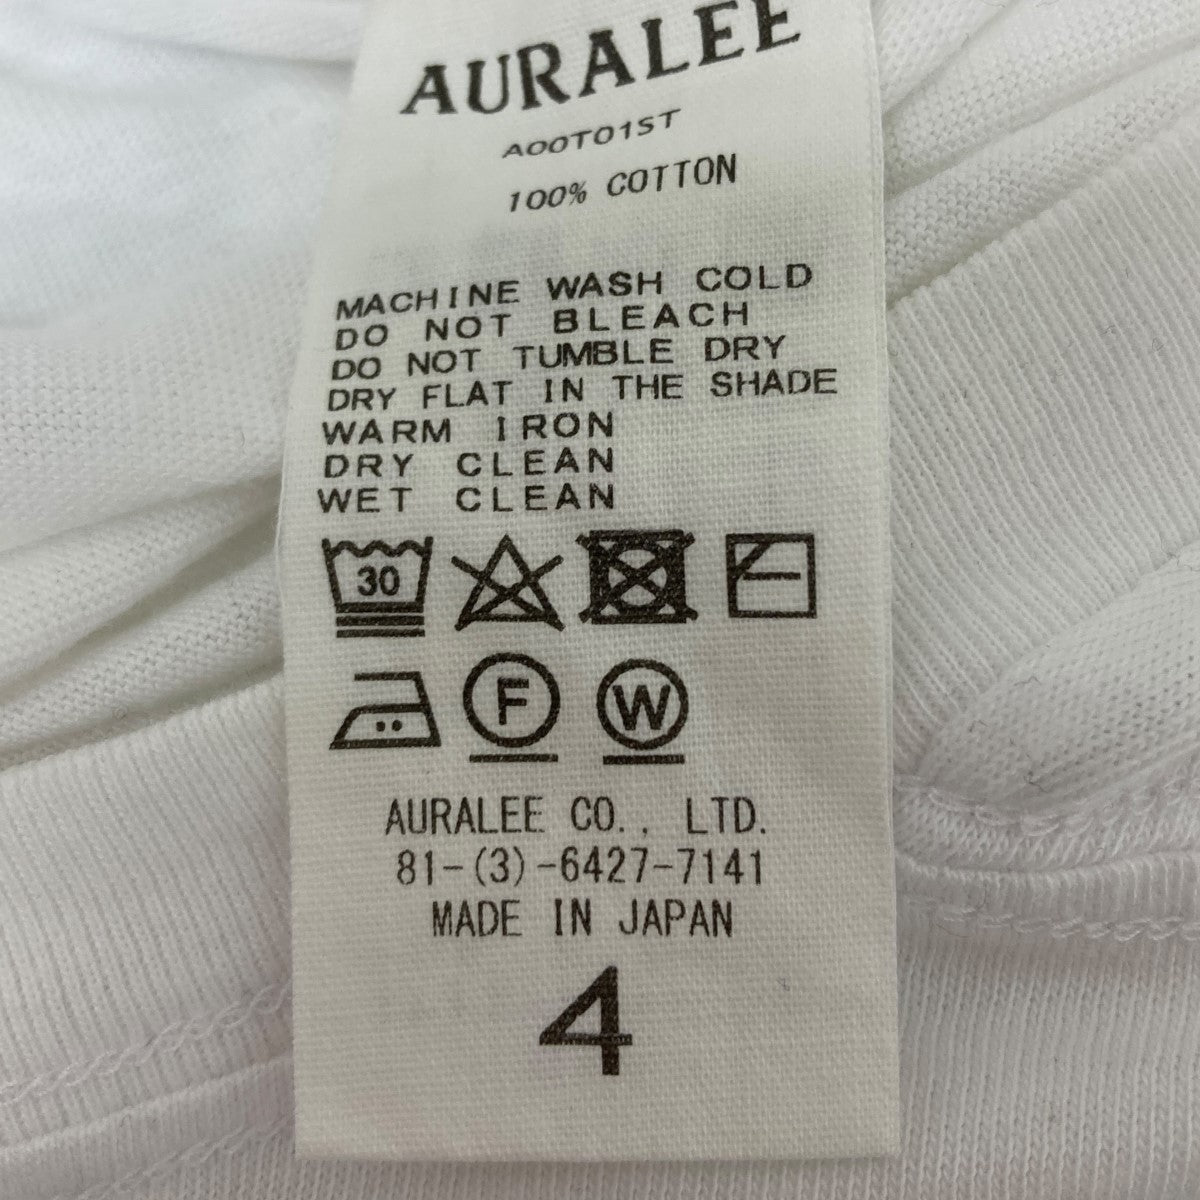 AURALEE
A00T01ST
100% COTTON
MACHINE WASH COLD
DO NOT BLEACH
DO NOT TUMBLE DRY
DRY FLAT IN THE SHADE
WARM IRON
DRY CLEAN
WET CLEAN
30
F W
AURALEE CO., LTD.
81-(3)-6427-7141
MADE IN JAPAN
4